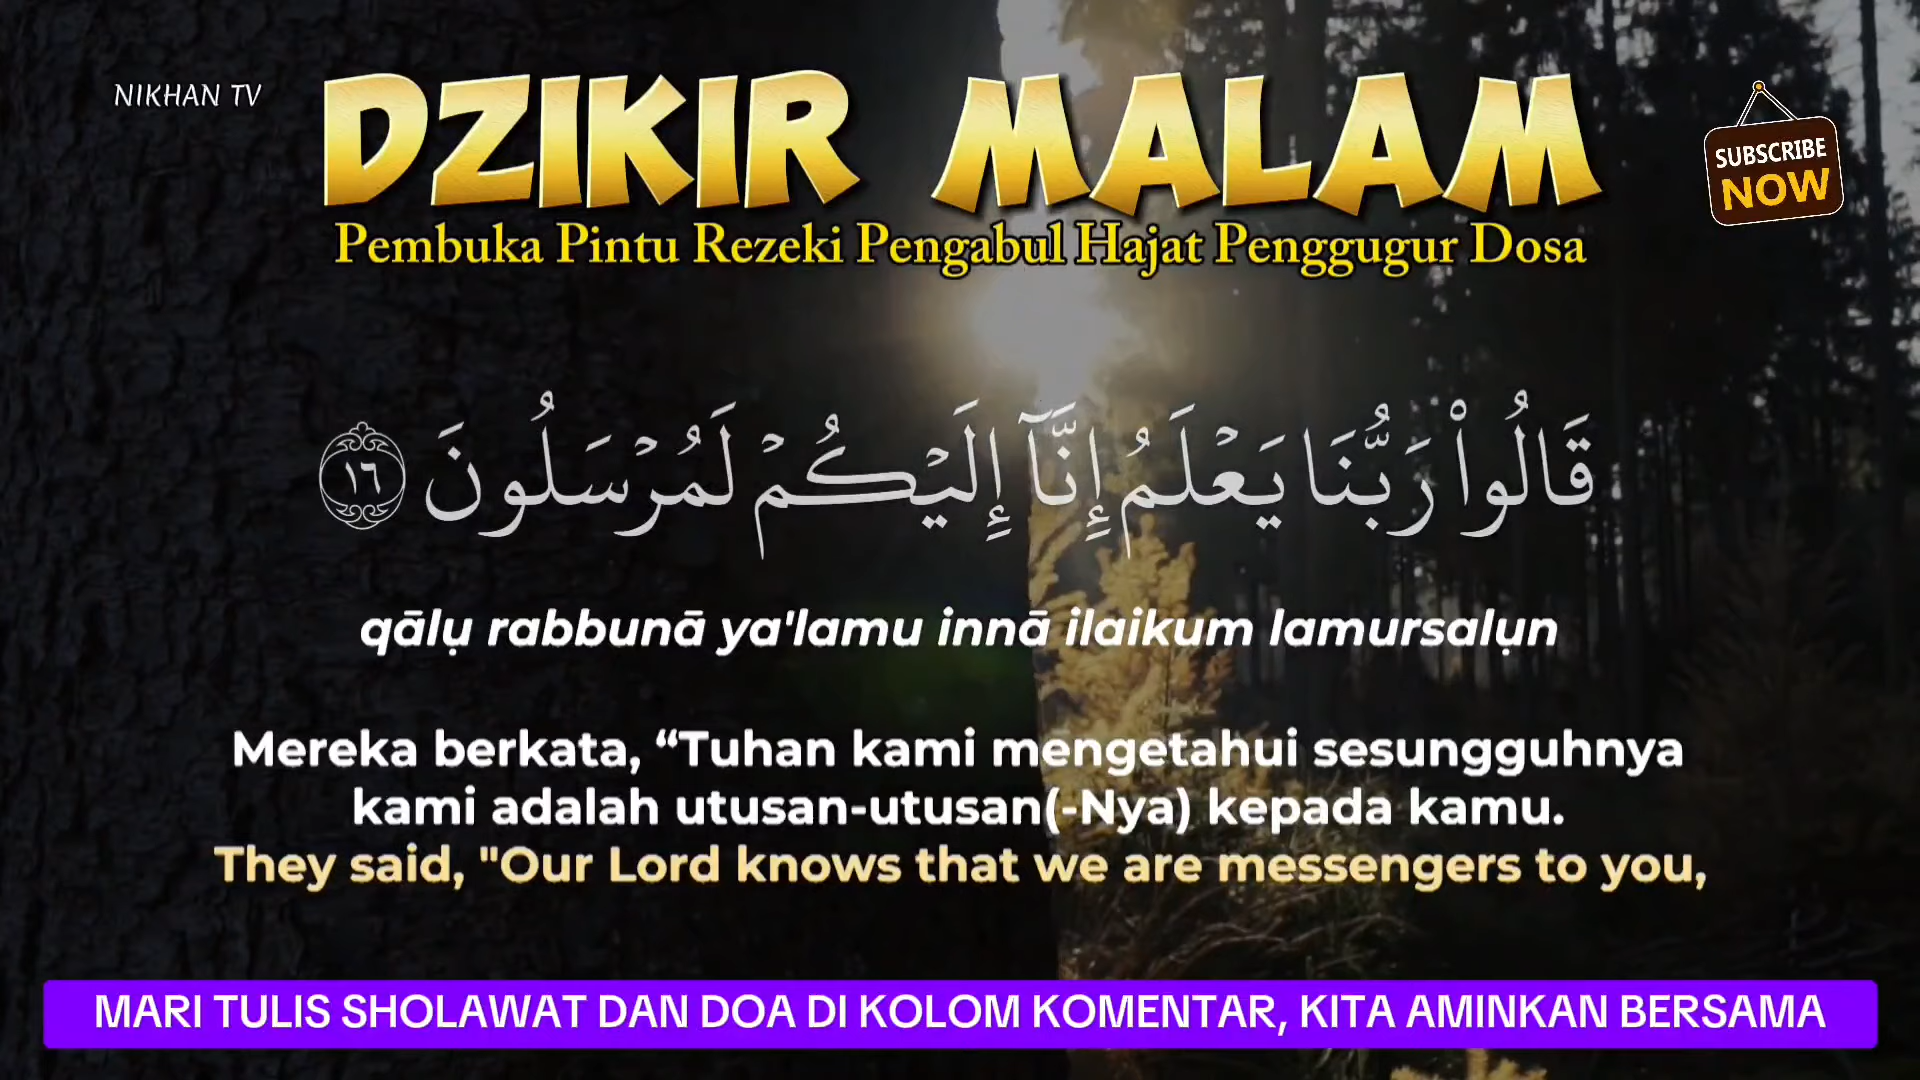 NIKHAN TV
DZIKIR MALAM
SUBSCRIBE
NOW
Pembuka Pintu Rezeki Pengabul Hajat Penggugur Dosa
قَالُوا۟ رَبُّنَا يَعْلَمُ إِنَّآ إِلَيْكُمْ لَمُرْسَلُونَ ١٦
qālụ rabbunā ya'lamu innā ilaikum lamursalụn
Mereka berkata, “Tuhan kami mengetahui sesungguhnya
kami adalah utusan-utusan(-Nya) kepada kamu.
They said, "Our Lord knows that we are messengers to you,
MARI TULIS SHOLAWAT DAN DOA DI KOLOM KOMENTAR, KITA AMINKAN BERSAMA